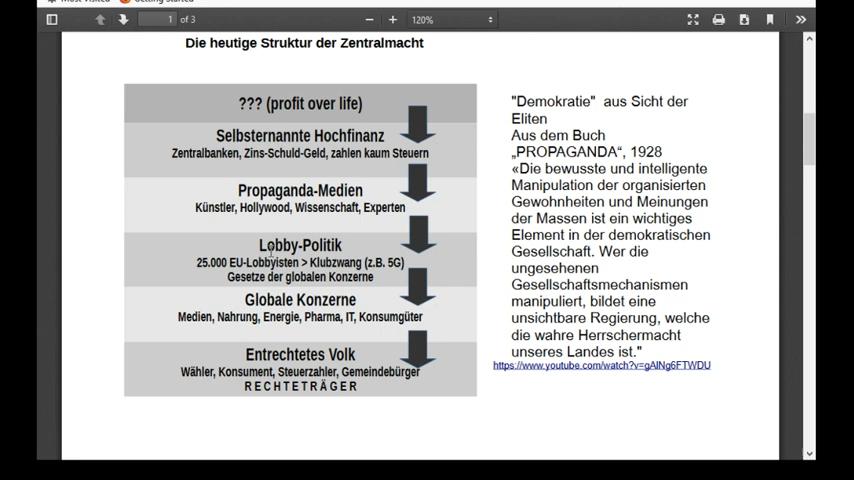 1 of 3
120%
Die heutige Struktur der Zentralmacht
??? (profit over life)
Selbsternannte Hochfinanz
Zentralbanken, Zins-Schuld-Geld, zahlen kaum Steuern
Propaganda-Medien
Künstler, Hollywood, Wissenschaft, Experten
Lobby-Politik
25.000 EU-Lobbyisten > Klubzwang (z.B. 5G)
Gesetze der globalen Konzerne
Globale Konzerne
Medien, Nahrung, Energie, Pharma, IT, Konsumgüter
Entrechtetes Volk
Wähler, Konsument, Steuerzahler, Gemeindebürger
RECHTETRÄGER
"Demokratie" aus Sicht der
Eliten
Aus dem Buch
„PROPAGANDA“, 1928
«Die bewusste und intelligente
Manipulation der organisierten
Gewohnheiten und Meinungen
der Massen ist ein wichtiges
Element in der demokratischen
Gesellschaft. Wer die
ungesehenen
Gesellschaftsmechanismen
manipuliert, bildet eine
unsichtbare Regierung, welche
die wahre Herrschermacht
unseres Landes ist."
https://www.youtube.com/watch?v=gAlNg6FTWDU